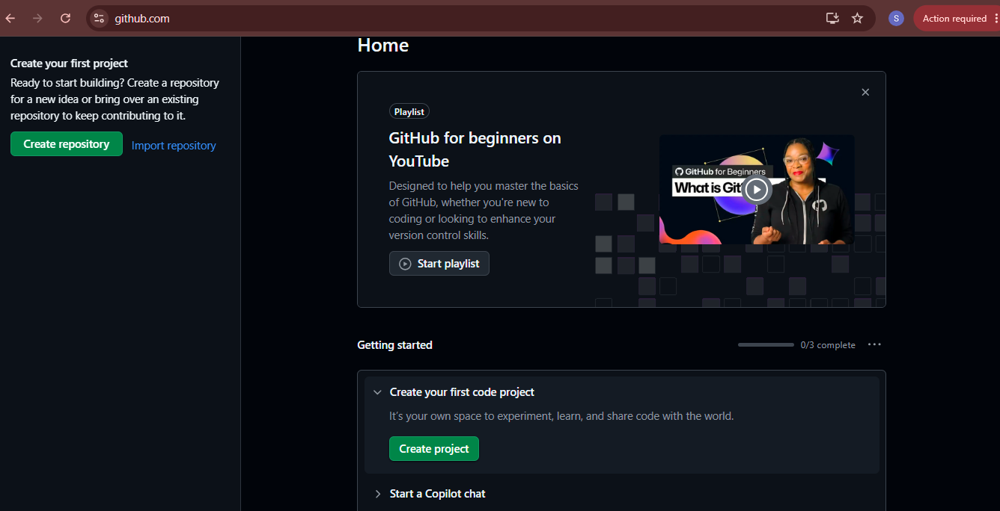 github.com
S
Action required
Create your first project
Ready to start building? Create a repository
for a new idea or bring over an existing
repository to keep contributing to it.
Create repository
Import repository
Home
Playlist
GitHub for beginners on
YouTube
Designed to help you master the basics
of GitHub, whether you're new to
coding or looking to enhance your
version control skills.
Start playlist
GitHub for Beginners
What is Git
Getting started
0/3 complete
Create your first code project
It's your own space to experiment, learn, and share code with the world.
Create project
Start a Copilot chat